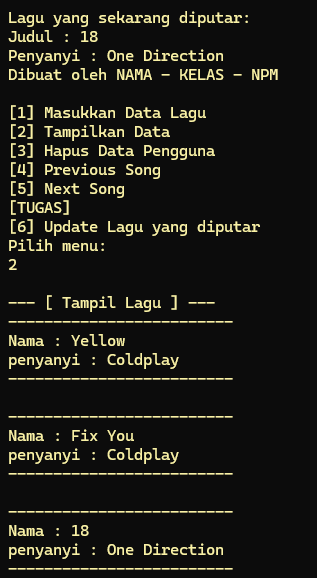 Lagu yang sekarang diputar:
Judul : 18
Penyanyi : One Direction
Dibuat oleh NAMA - KELAS - NPM
[1] Masukkan Data Lagu
[2] Tampilkan Data
[3] Hapus Data Pengguna
[4] Previous Song
[5] Next Song
[TUGAS]
[6] Update Lagu yang diputar
Pilih menu:
2
--- [ Tampil Lagu ] ---
-------------------------
Nama : Yellow
penyanyi : Coldplay
-------------------------
-------------------------
Nama : Fix You
penyanyi : Coldplay
-------------------------
-------------------------
Nama : 18
penyanyi : One Direction
-------------------------